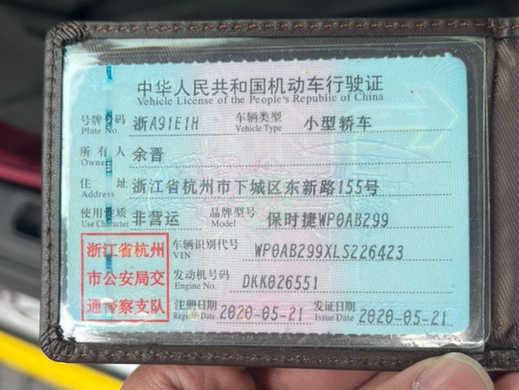 中华人民共和国机动车行驶证
Vehicle License of the People's Republic of China
号牌号码 浙A91E1H 车辆类型 小型轿车
Plate No. Vehicle Type
所有人 余晋
Owner
住址 浙江省杭州市下城区东新路155号
Address
使用性质 非营运 品牌型号 保时捷WP0AB299
Use Character Model
浙江省杭州
市公安局交
通警察支队
车辆识别代号 WP0AB299XLS226423
VIN
发动机号码 DKK026551
Engine No.
注册日期 2020-05-21 发证日期 2020-05-21
Register Date Issue Date